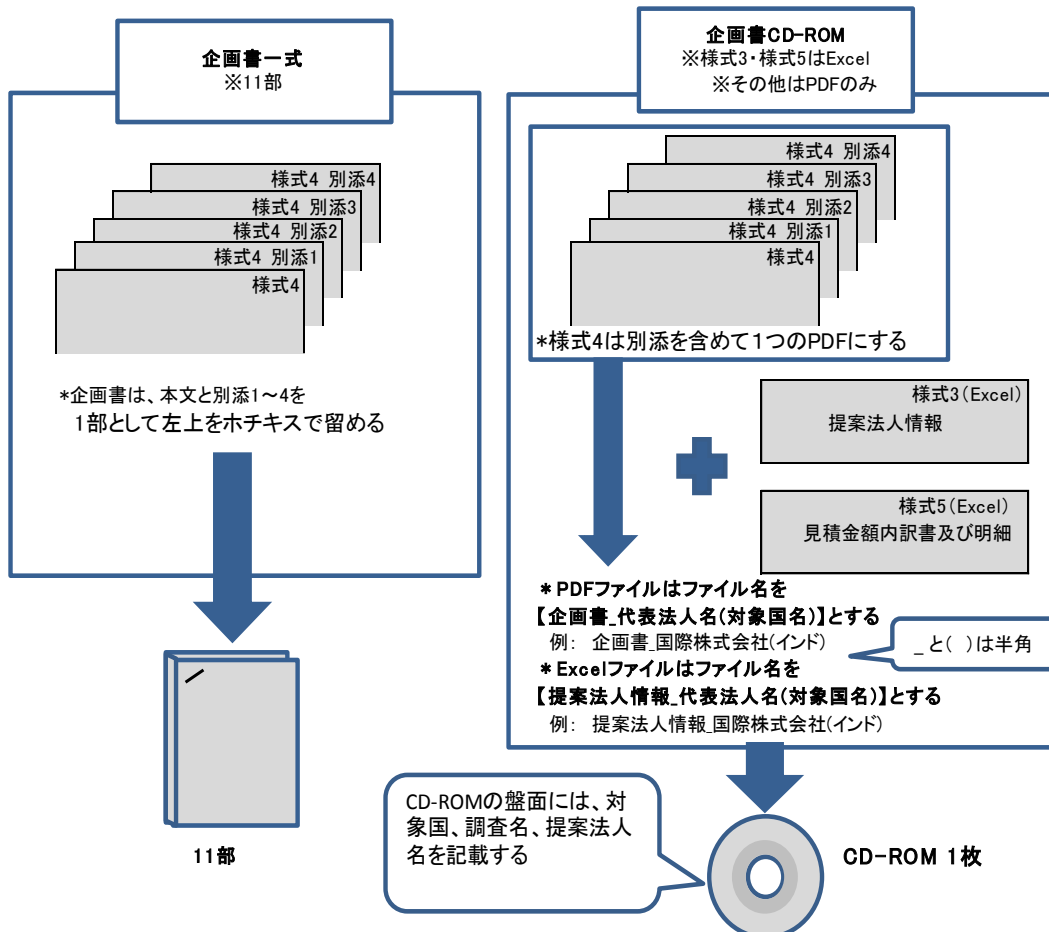 企画書一式
※11部
様式4 別添4
様式4 別添3
様式4 別添2
様式4 別添1
様式4
*企画書は、本文と別添1～4を
1部として左上をホチキスで留める
11部
企画書CD-ROM
※様式3・様式5はExcel
※その他はPDFのみ
様式4 別添4
様式4 別添3
様式4 別添2
様式4 別添1
様式4
*様式4は別添を含めて１つのPDFにする
様式3(Excel)
提案法人情報
様式5(Excel)
見積金額内訳書及び明細
* PDFファイルはファイル名を
【企画書_代表法人名(対象国名)】とする
例： 企画書_国際株式会社(インド)
* Excelファイルはファイル名を
【提案法人情報_代表法人名(対象国名)】とする
例： 提案法人情報_国際株式会社(インド)
_ と( )は半角
CD-ROMの盤面には、対
象国、調査名、提案法人
名を記載する
CD-ROM 1枚